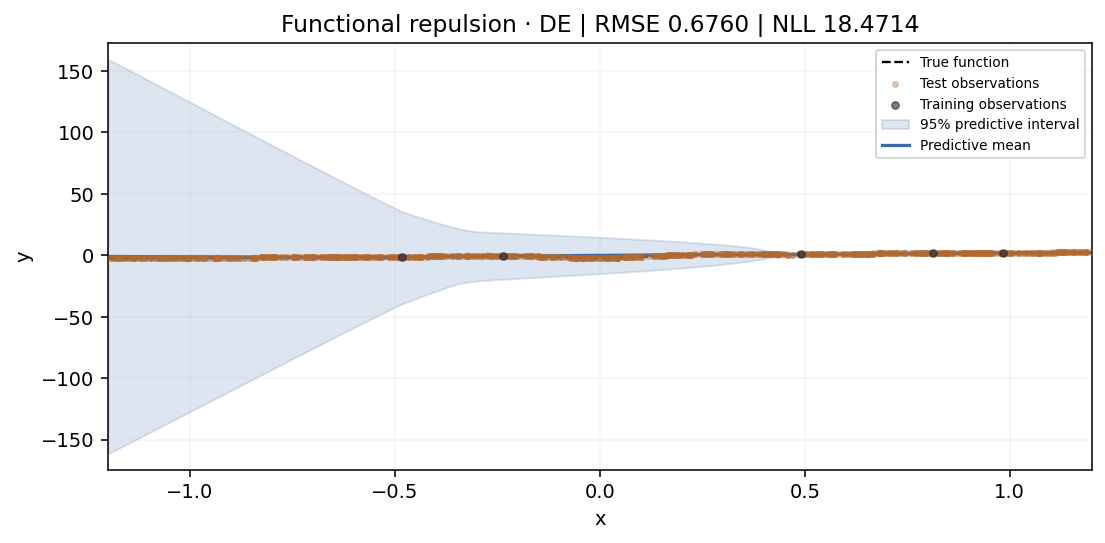 Functional repulsion · DE | RMSE 0.6760 | NLL 18.4714
True function
Test observations
Training observations
95% predictive interval
Predictive mean
150
100
50
0
−50
−100
−150
y
−1.0
−0.5
0.0
0.5
1.0
x